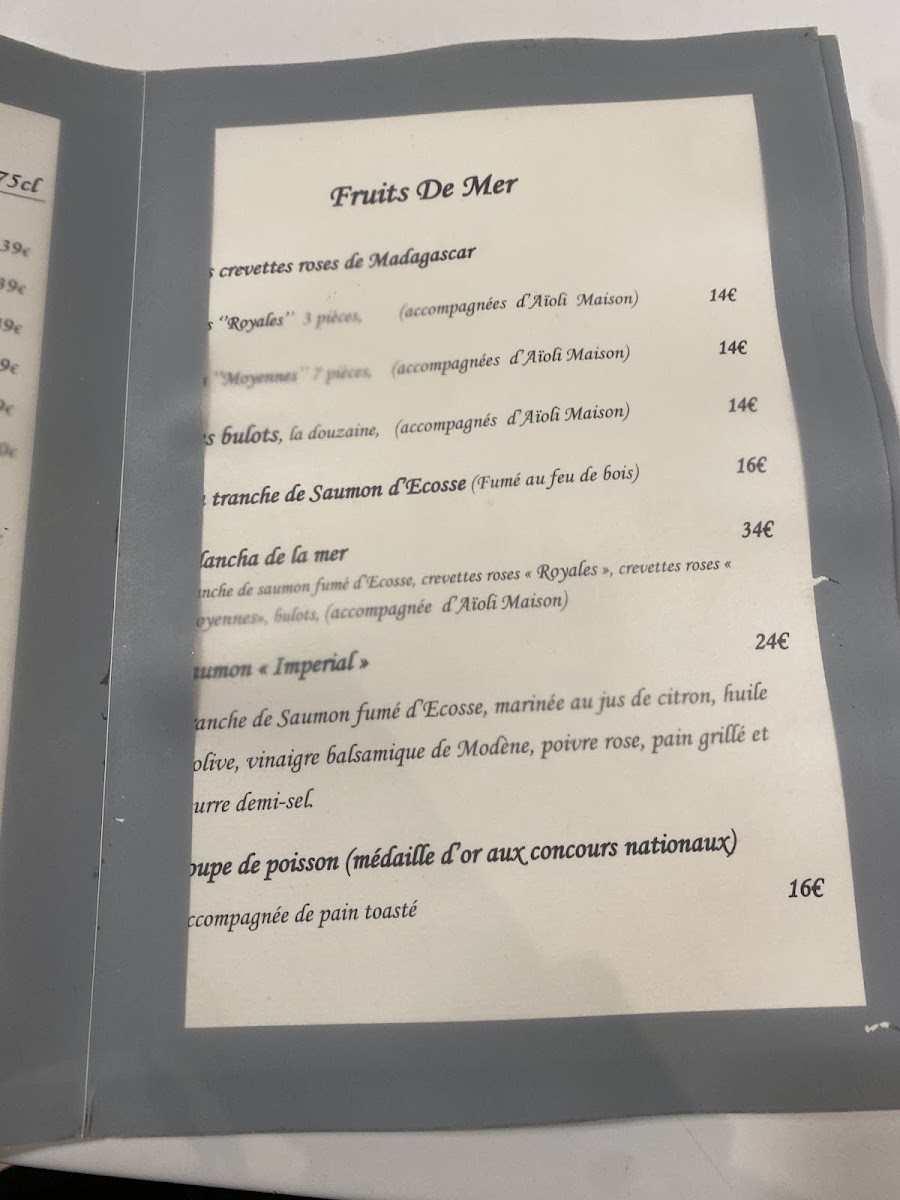 75cl
39€
39€
9€
9€
Fruits De Mer
s crevettes roses de Madagascar
s "Royales" 3 pièces, (accompagnées d'Aïoli Maison) 14€
"Moyennes" 7 pièces, (accompagnées d'Aïoli Maison) 14€
s bulots, la douzaine, (accompagnés d'Aïoli Maison) 14€
tranche de Saumon d'Ecosse (Fumé au feu de bois) 16€
lancha de la mer 34€
nche de saumon fumé d'Ecosse, crevettes roses « Royales », crevettes roses «
oyennes», bulots, (accompagnée d'Aïoli Maison)
aumon « Imperial » 24€
ranche de Saumon fumé d'Ecosse, marinée au jus de citron, huile
olive, vinaigre balsamique de Modène, poivre rose, pain grillé et
urre demi-sel.
oupe de poisson (médaille d'or aux concours nationaux)
ccompagnée de pain toasté 16€